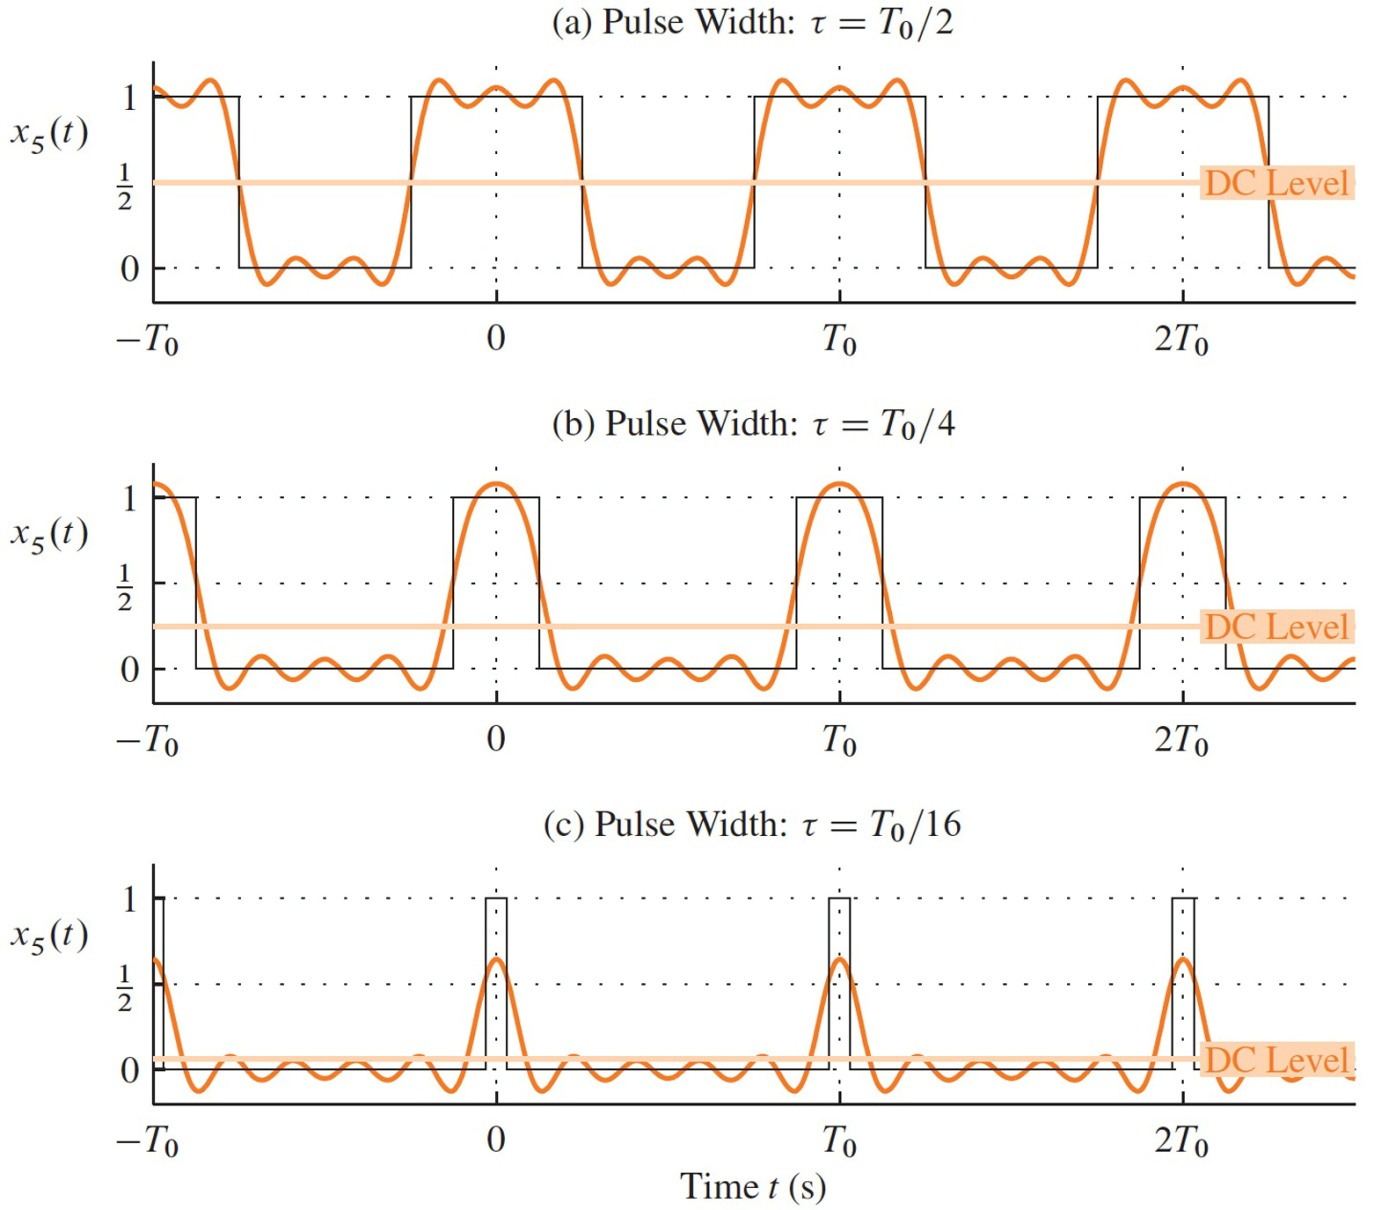 (a) Pulse Width: τ = T₀/2
1
x₅(t)
1/2
DC Level
0
−T₀ 0 T₀ 2T₀
(b) Pulse Width: τ = T₀/4
1
x₅(t)
1/2
DC Level
0
−T₀ 0 T₀ 2T₀
(c) Pulse Width: τ = T₀/16
1
x₅(t)
1/2
0
DC Level
−T₀ 0 T₀ 2T₀
Time t (s)